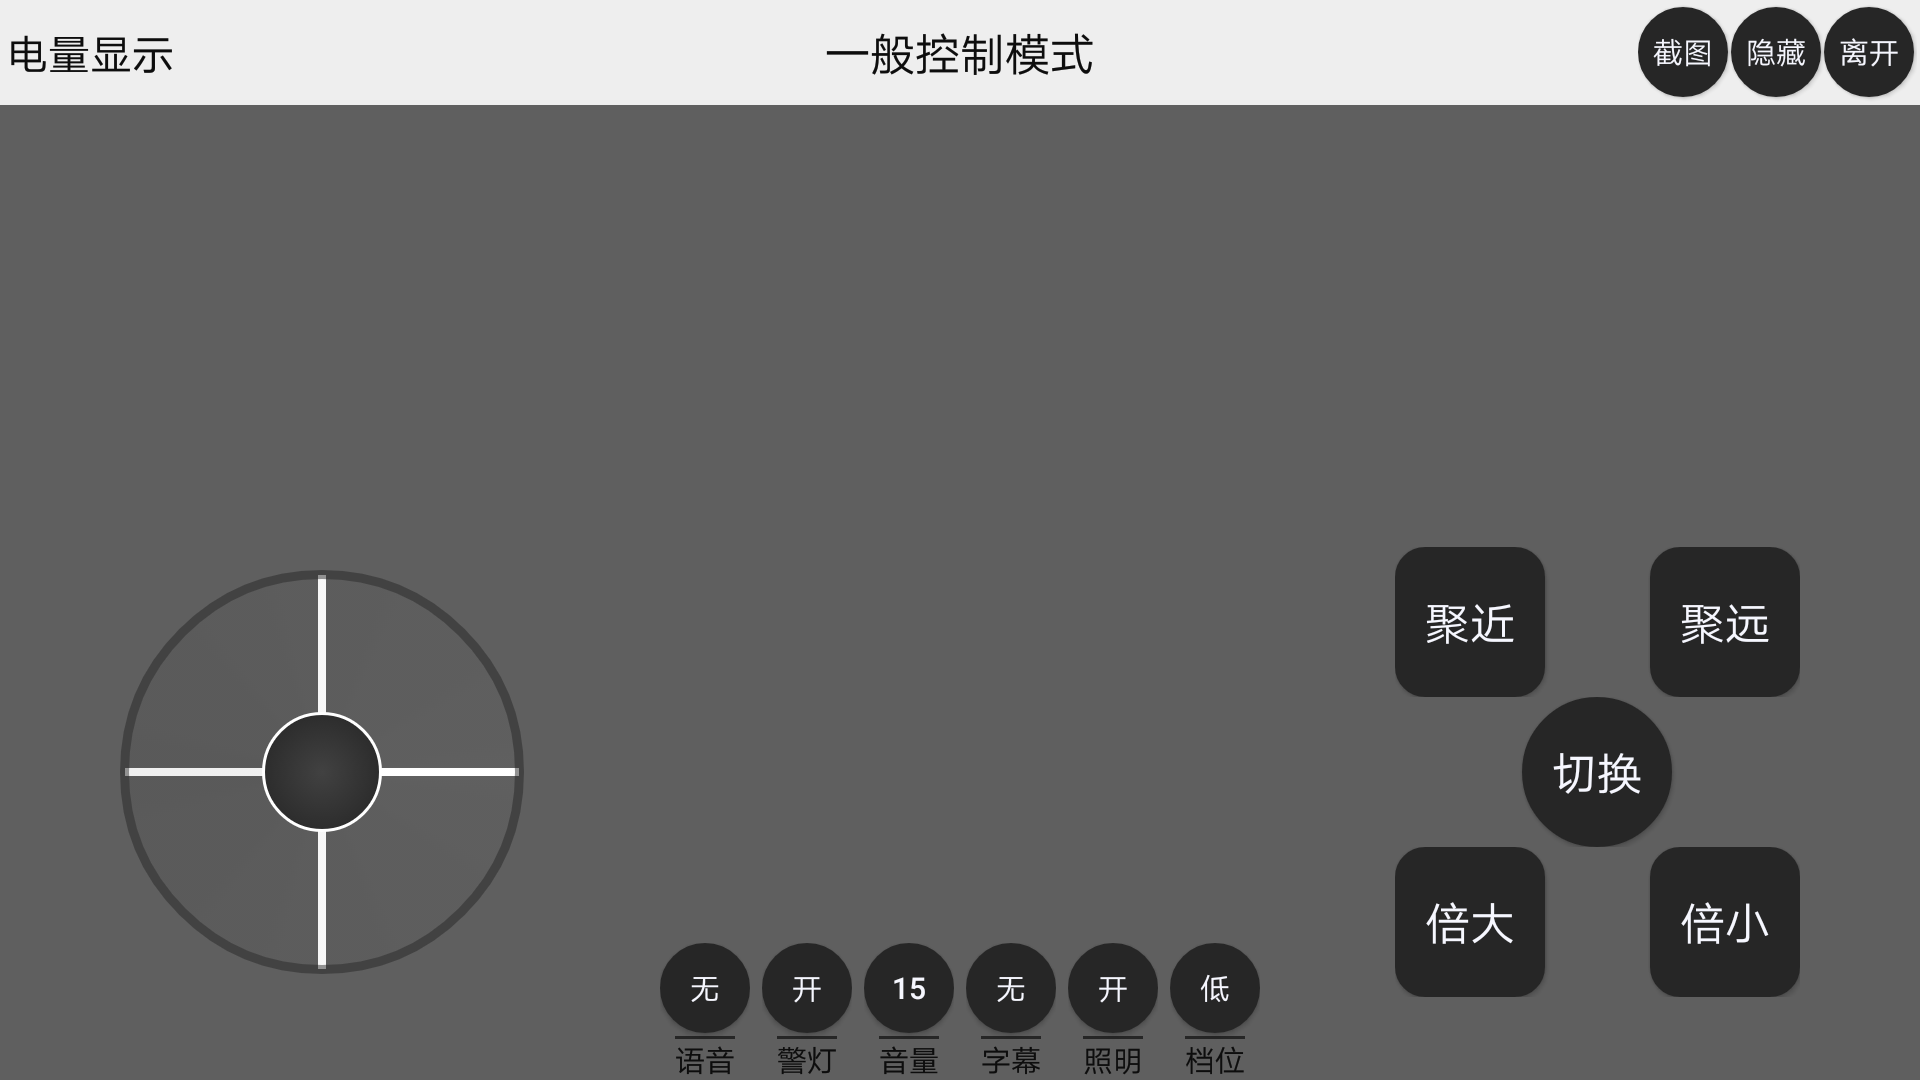 电量显示
一般控制模式
截图
隐藏
离开
聚近
聚远
切换
倍大
倍小
无
开
15
无
开
低
语音
警灯
音量
字幕
照明
档位